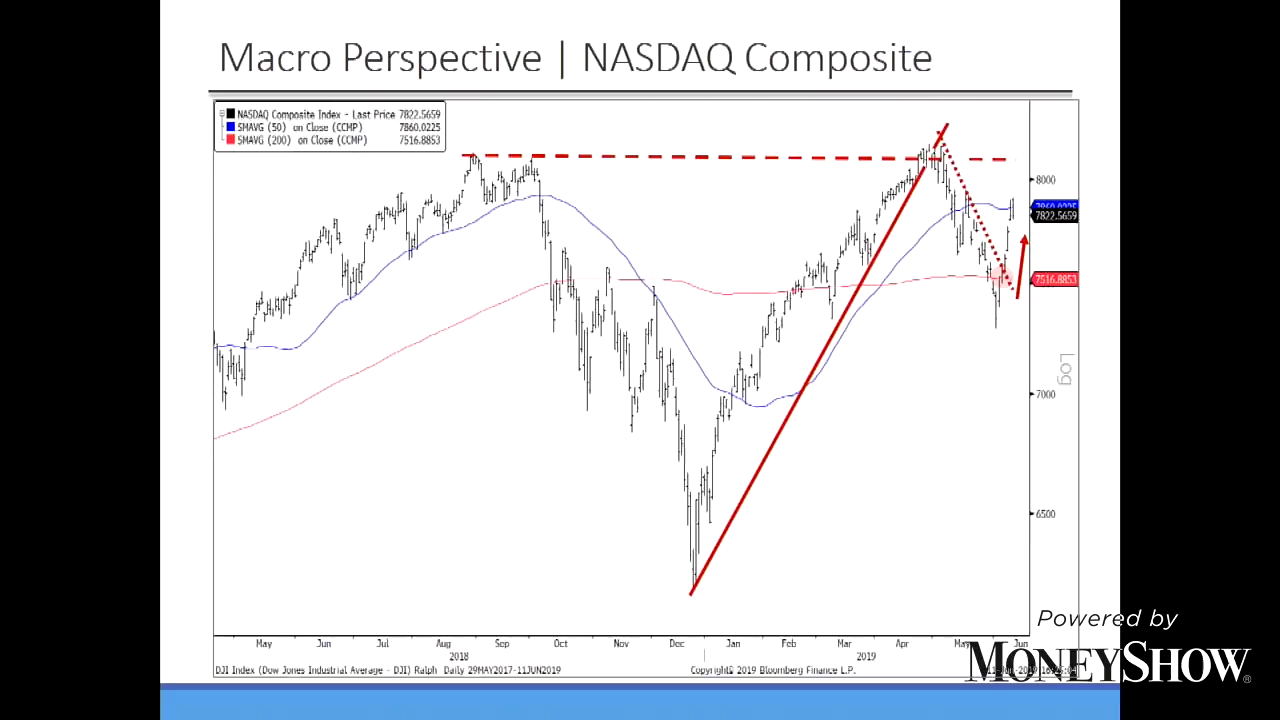 Macro Perspective | NASDAQ Composite
NASDAQ Composite Index - Last Price 7822.5659
SMAVG (50) on Close (CCMP) 7860.0225
SMAVG (200) on Close (CCMP) 7516.8853
8000
7860.0225
7822.5659
7516.8853
Log
7000
6500
May Jun Jul Aug Sep Oct Nov Dec Jan Feb Mar Apr May Jun
2018 2019
DJI Index (Dow Jones Industrial Average - DJI) Ralph Daily 29MAY2017-11JUN2019 Copyright© 2019 Bloomberg Finance L.P.
Powered by
MONEYSHOW®